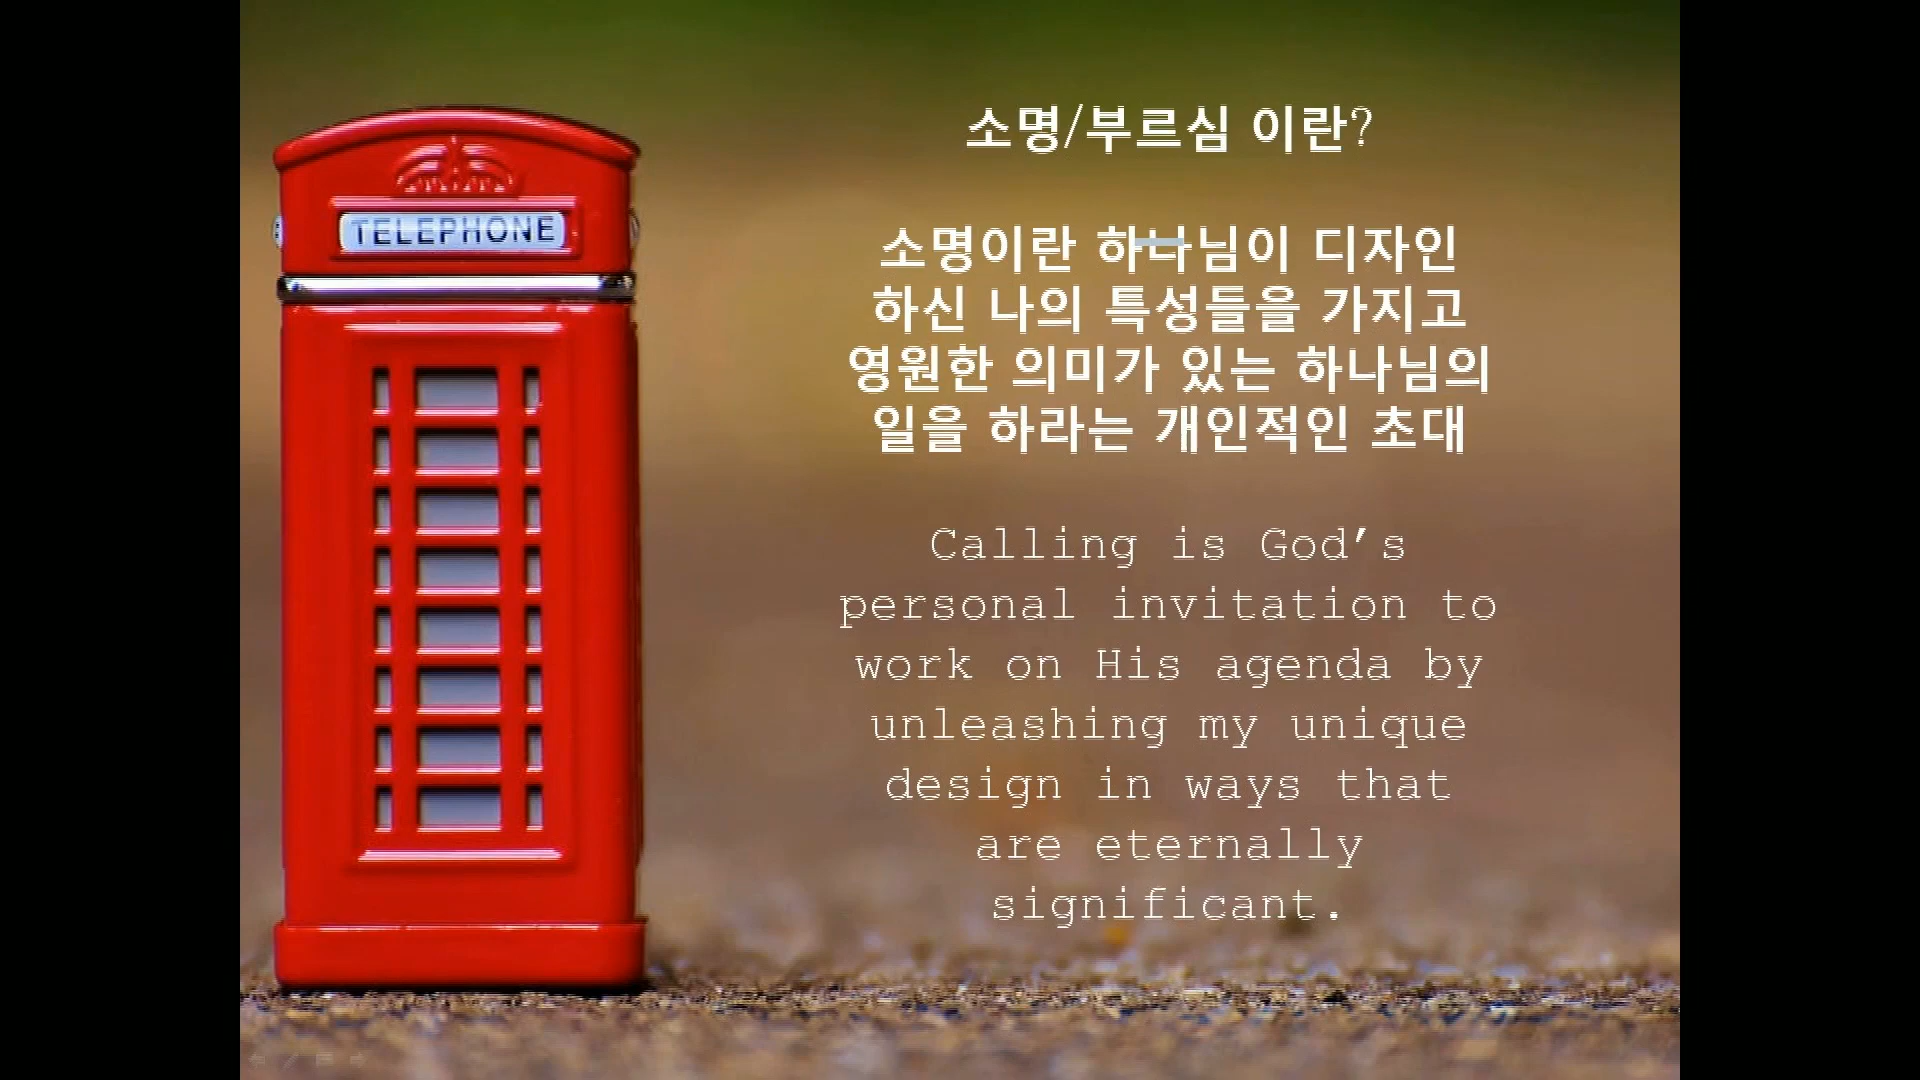 TELEPHONE
소명/부르심 이란?
소명이란 하나님이 디자인
하신 나의 특성들을 가지고
영원한 의미가 있는 하나님의
일을 하라는 개인적인 초대
Calling is God’s
personal invitation to
work on His agenda by
unleashing my unique
design in ways that
are eternally
significant.